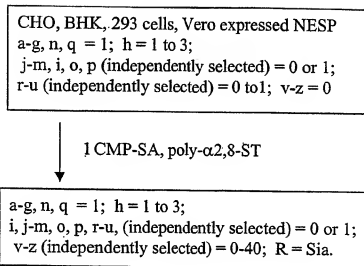 CHO, BHK, 293 cells, Vero expressed NESP
a-g, n, q = 1; h = 1 to 3;
j-m, i, o, p (independently selected) = 0 or 1;
r-u (independently selected) = 0 to1; v-z = 0
1 CMP-SA, poly-α2,8-ST
a-g, n, q = 1; h = 1 to 3;
i, j-m, o, p, r-u, (independently selected) = 0 or 1;
v-z (independently selected) = 0-40; R = Sia.